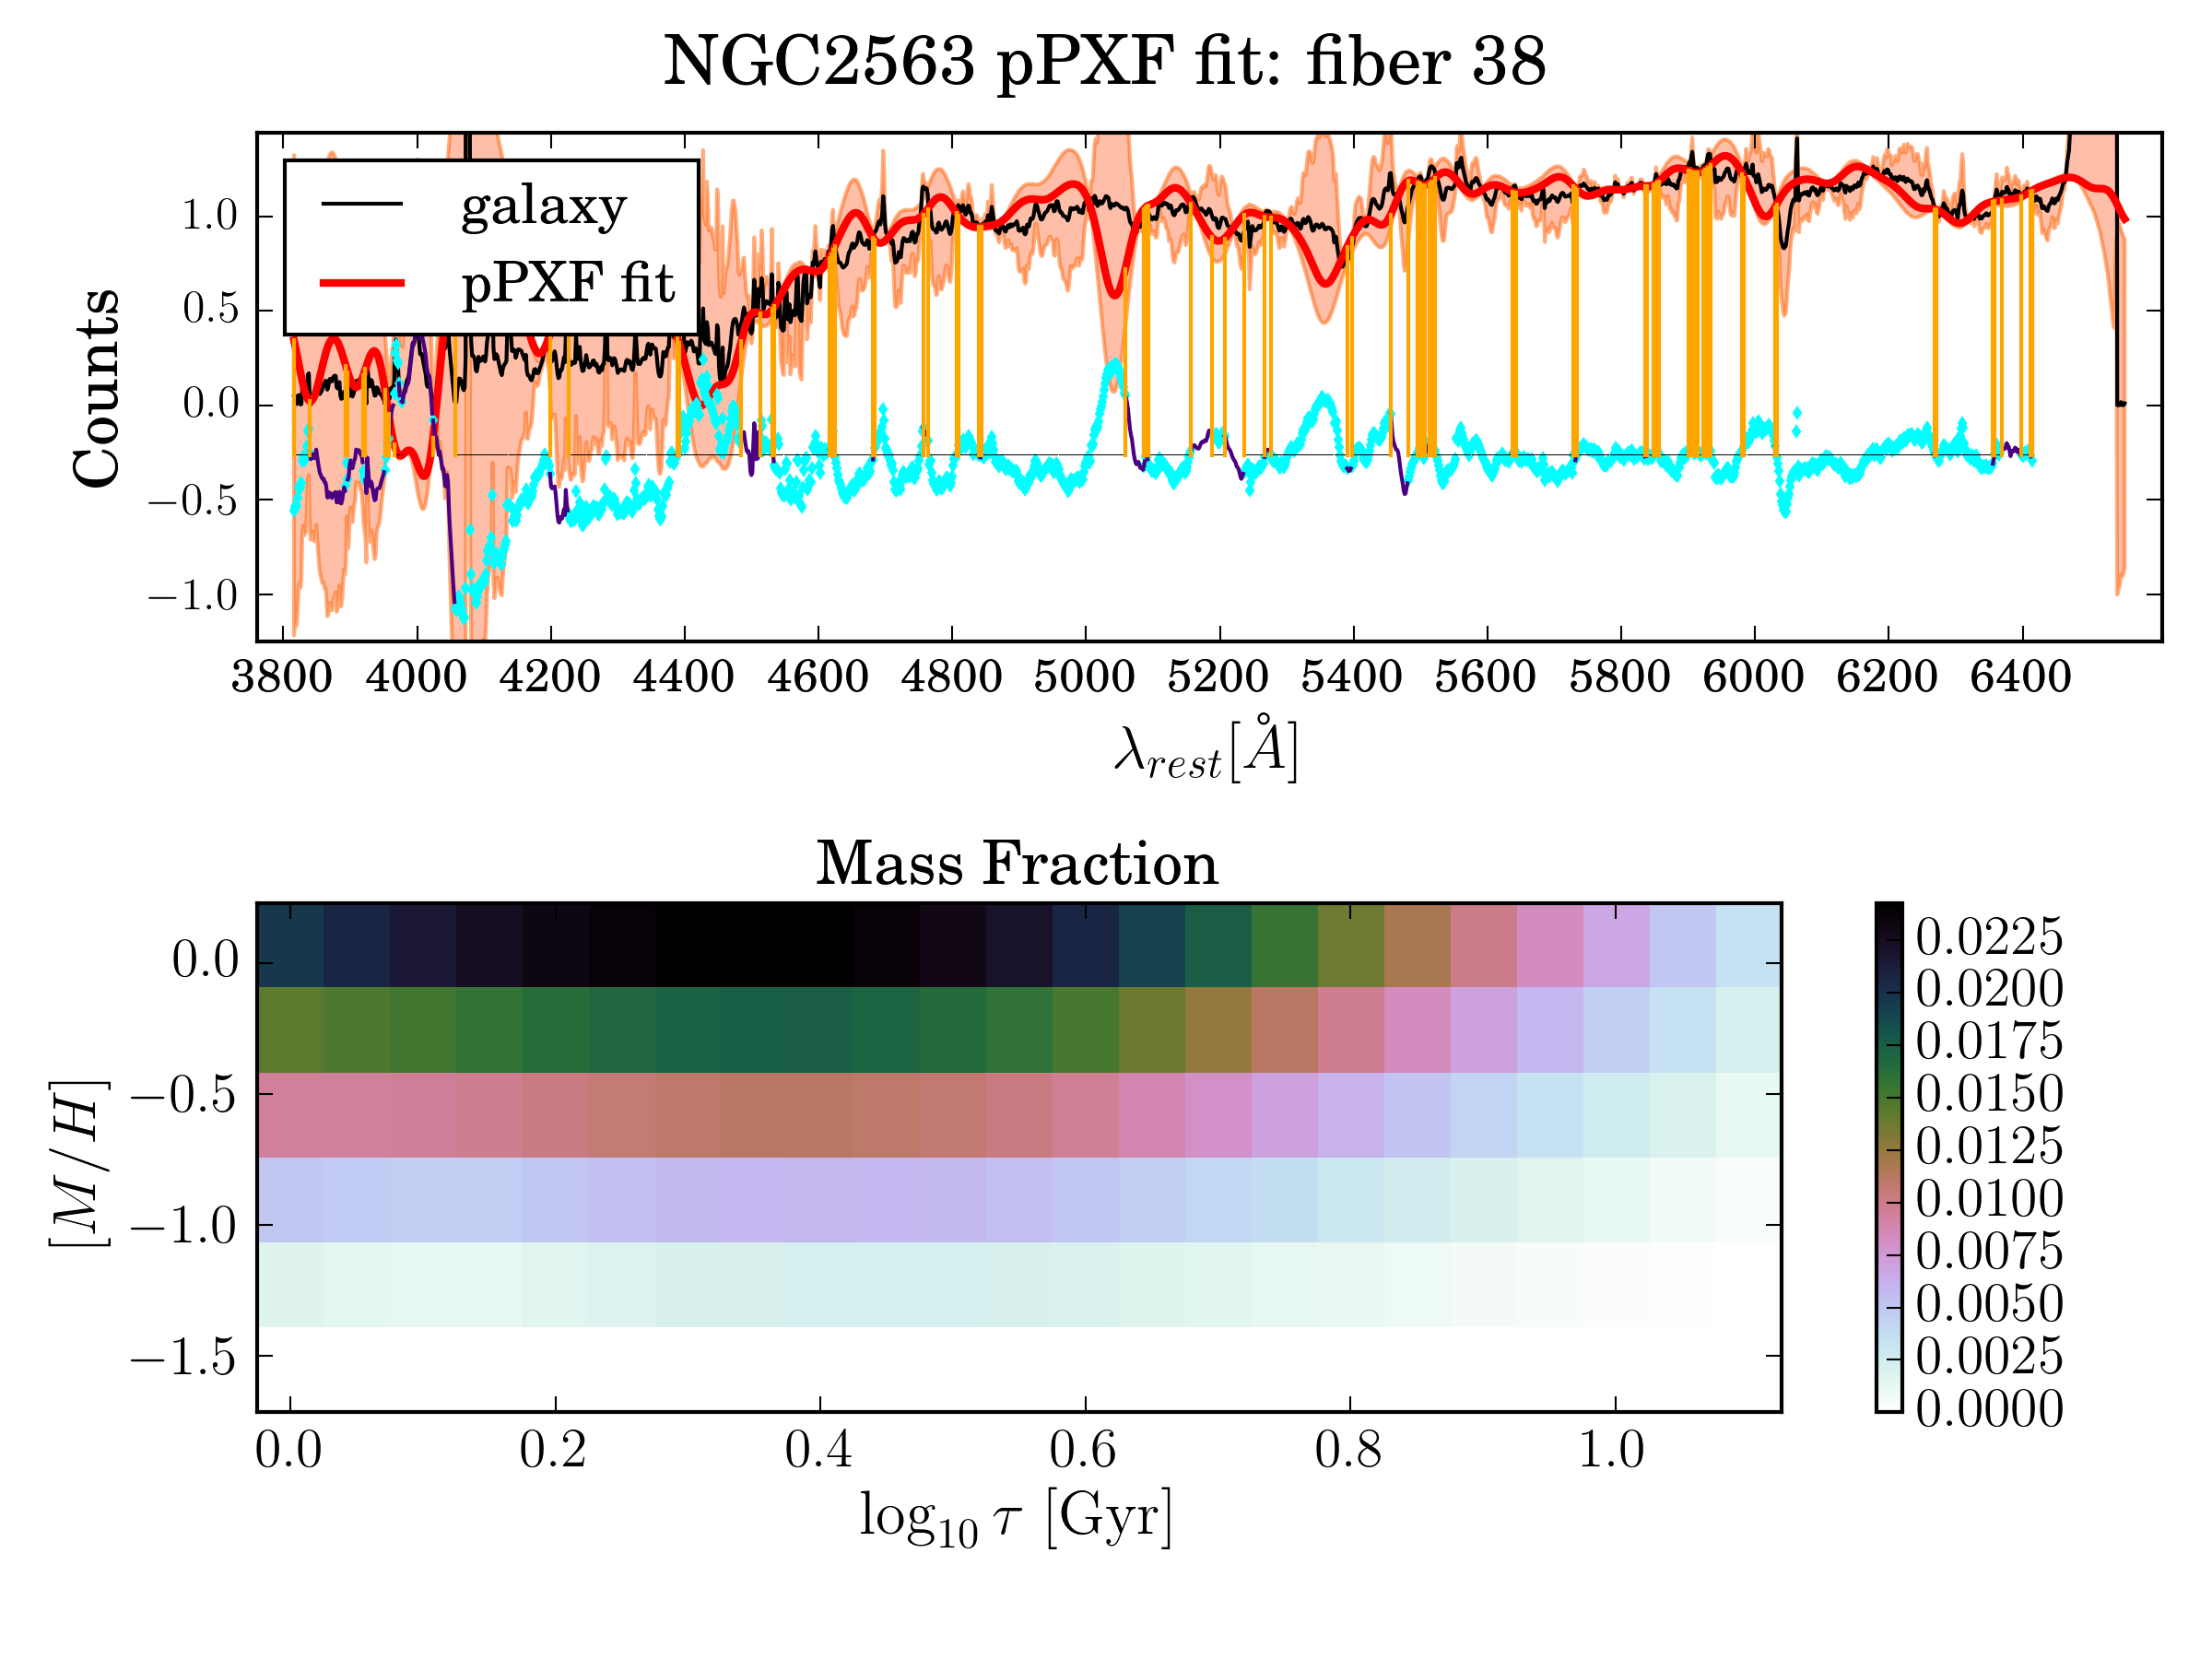 NGC2563 pPXF fit: fiber 38
galaxy
pPXF fit
Counts
1.0
0.5
0.0
−0.5
−1.0
3800 4000 4200 4400 4600 4800 5000 5200 5400 5600 5800 6000 6200 6400
λrest[Å]
Mass Fraction
[M/H]
0.0
−0.5
−1.0
−1.5
0.0 0.2 0.4 0.6 0.8 1.0
log10 τ [Gyr]
0.0225
0.0200
0.0175
0.0150
0.0125
0.0100
0.0075
0.0050
0.0025
0.0000